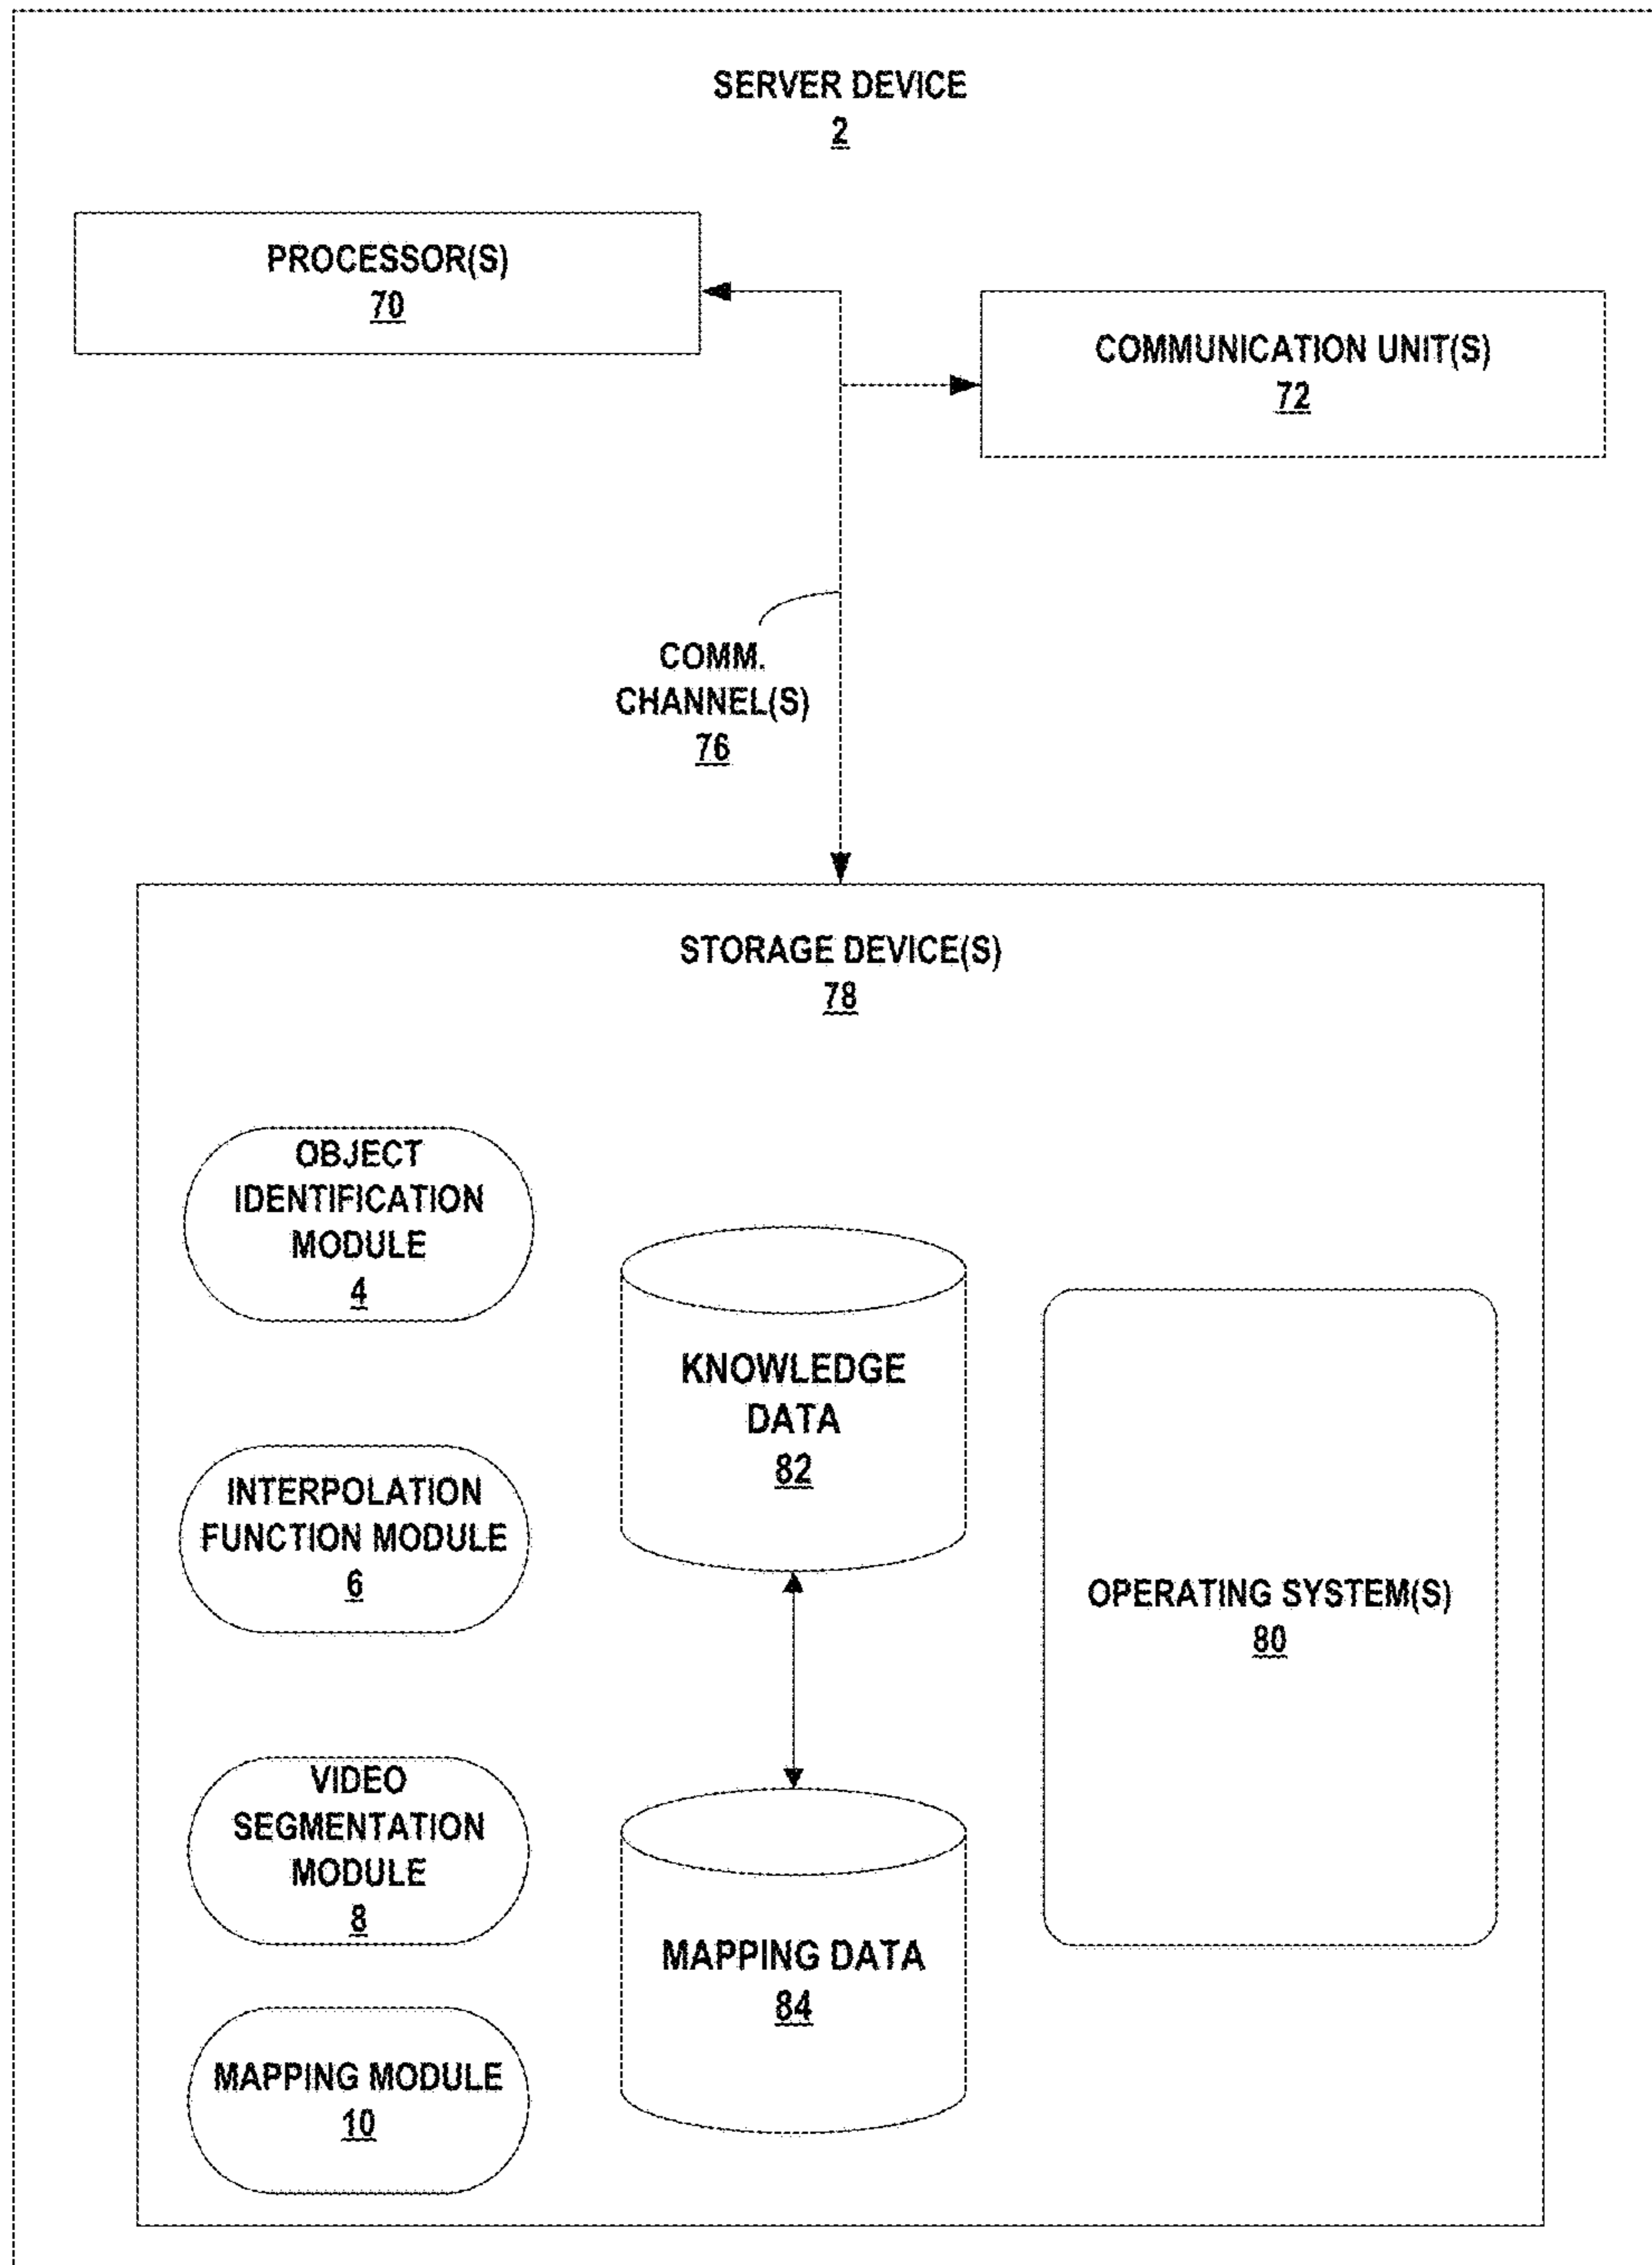 SERVER DEVICE
2
PROCESSOR(S)
70
COMMUNICATION UNIT(S)
72
COMM.
CHANNEL(S)
76
STORAGE DEVICE(S)
78
OBJECT
IDENTIFICATION
MODULE
4
KNOWLEDGE
DATA
82
INTERPOLATION
FUNCTION MODULE
6
OPERATING SYSTEM(S)
80
VIDEO
SEGMENTATION
MODULE
8
MAPPING DATA
84
MAPPING MODULE
10